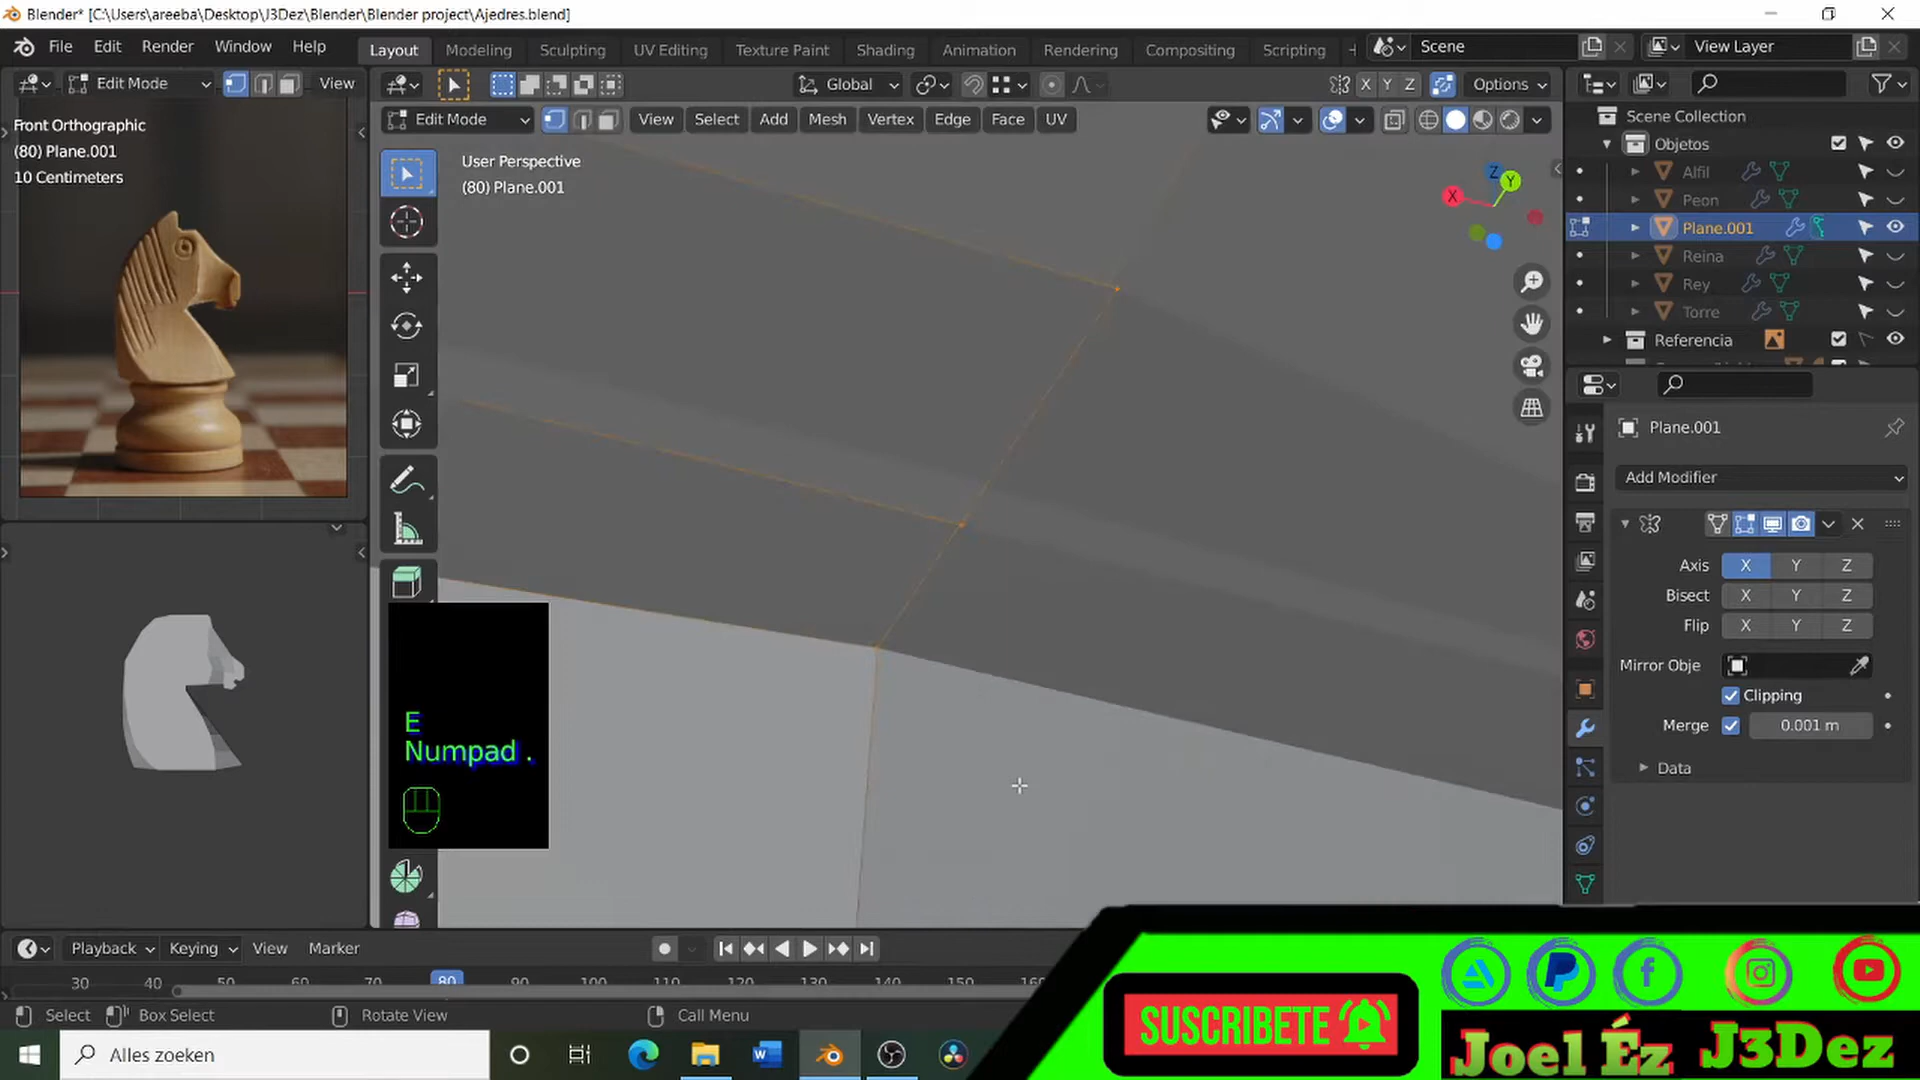 Blender* [C:\Users\areeba\Desktop\J3Dez\Blender\Blender project\Ajedres.blend]
File Edit Render Window Help
Layout Modeling Sculpting UV Editing Texture Paint Shading Animation Rendering Compositing Scripting
Scene
View Layer
Edit Mode
View
Global
X Y Z
Options
Edit Mode
View Select Add Mesh Vertex Edge Face UV
Front Orthographic
(80) Plane.001
10 Centimeters
User Perspective
(80) Plane.001
Z
Y
X
Scene Collection
Objetos
Alfil
Peon
Plane.001
Reina
Rey
Torre
Referencia
Plane.001
Add Modifier
Axis X Y Z
Bisect X Y Z
Flip X Y Z
Mirror Obje
Clipping
Merge 0.001 m
Data
E
Numpad .
Playback Keying View Marker
30 40 50 60 70 80 90 100 110 120 130 140 150
Select Box Select Rotate View Call Menu
Alles zoeken
SUSCRIBETE
Joel Éz J3Dez